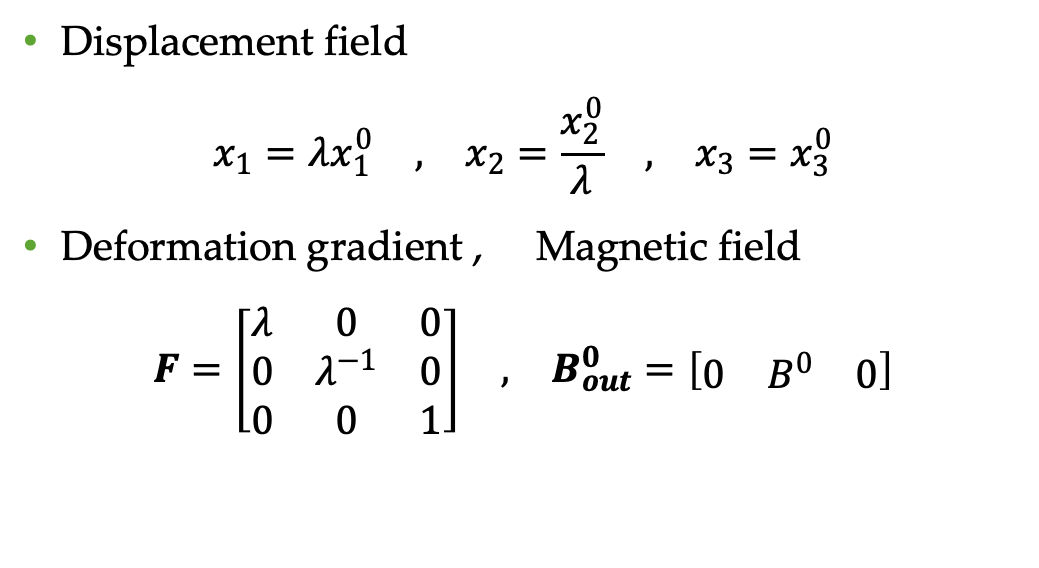 • Displacement field
x₁ = λx₁⁰ , x₂ = x₂⁰/λ , x₃ = x₃⁰
• Deformation gradient , Magnetic field
F = [λ 0 0; 0 λ⁻¹ 0; 0 0 1] , B⁰out = [0 B⁰ 0]